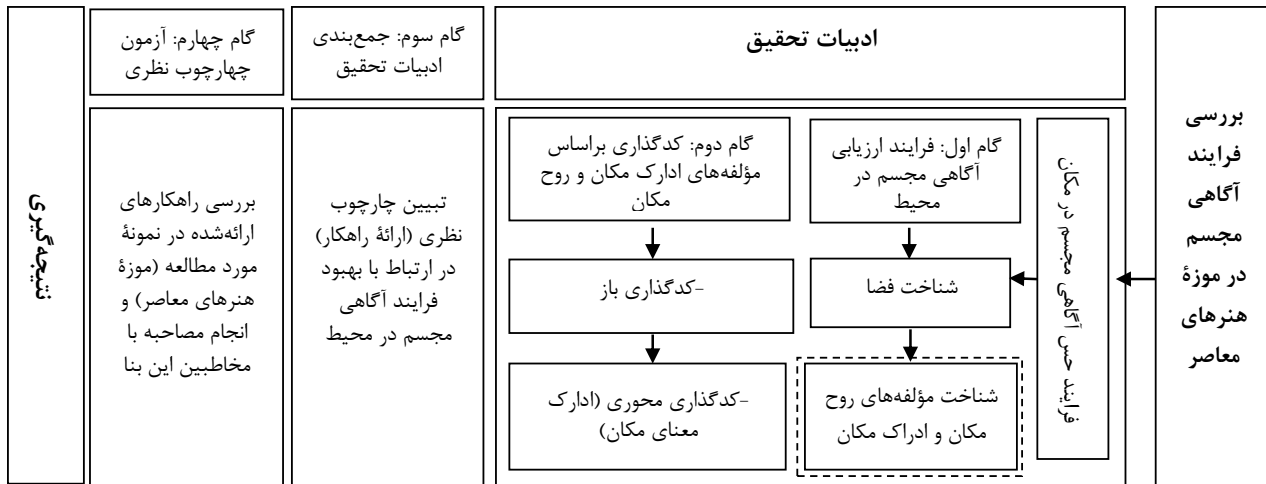 بررسی
فرایند
آگاهی
مجسم
در موزهٔ
هنرهای
معاصر
ادبیات تحقیق
فرایند حس آگاهی مجسم در مکان
گام اول: فرایند ارزیابی
آگاهی مجسم در
محیط
شناخت فضا
شناخت مؤلفه‌های روح
مکان و ادراک مکان
گام دوم: کدگذاری براساس
مؤلفه‌های ادارک مکان و روح
مکان
-کدگذاری باز
-کدگذاری محوری (ادارک
معنای مکان)
گام سوم: جمع‌بندی
ادبیات تحقیق
تبیین چارچوب
نظری (ارائهٔ راهکار)
در ارتباط با بهبود
فرایند آگاهی
مجسم در محیط
گام چهارم: آزمون
چهارچوب نظری
بررسی راهکارهای
ارائه‌شده در نمونهٔ
مورد مطالعه (موزهٔ
هنرهای معاصر) و
انجام مصاحبه با
مخاطبین این بنا
نتیجه‌گیری